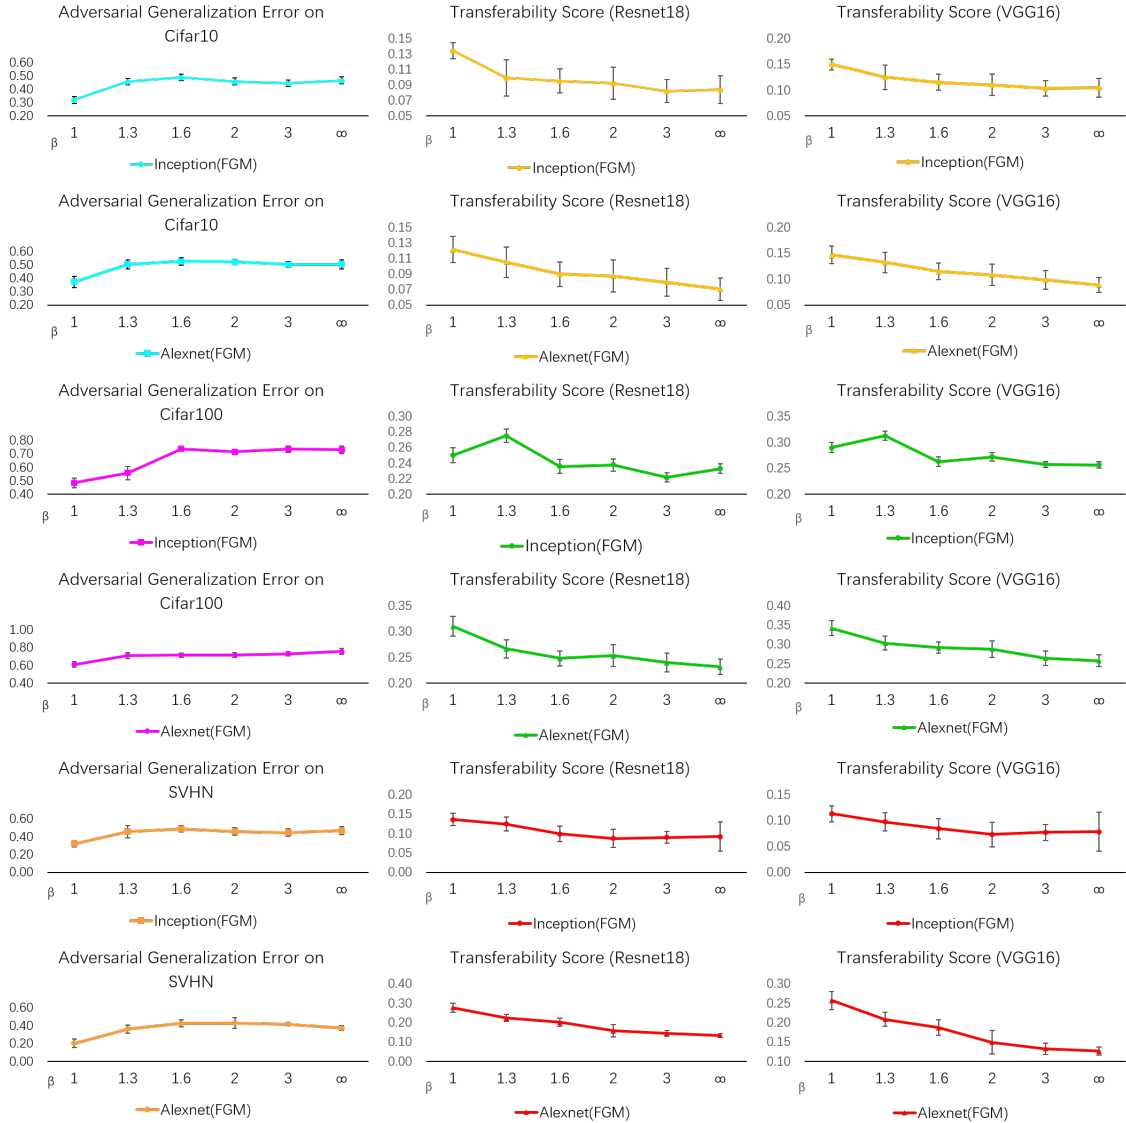 Adversarial Generalization Error on
Cifar10
0.60
0.50
0.40
0.30
0.20
β 1 1.3 1.6 2 3 ∞
Inception(FGM)
Transferability Score (Resnet18)
0.15
0.13
0.11
0.09
0.07
0.05
β 1 1.3 1.6 2 3 ∞
Inception(FGM)
Transferability Score (VGG16)
0.20
0.15
0.10
0.05
β 1 1.3 1.6 2 3 ∞
Inception(FGM)
Adversarial Generalization Error on
Cifar10
0.60
0.50
0.40
0.30
0.20
β 1 1.3 1.6 2 3 ∞
Alexnet(FGM)
Transferability Score (Resnet18)
0.15
0.13
0.11
0.09
0.07
0.05
β 1 1.3 1.6 2 3 ∞
Alexnet(FGM)
Transferability Score (VGG16)
0.20
0.15
0.10
0.05
β 1 1.3 1.6 2 3 ∞
Alexnet(FGM)
Adversarial Generalization Error on
Cifar100
0.80
0.70
0.60
0.50
0.40
β 1 1.3 1.6 2 3 ∞
Inception(FGM)
Transferability Score (Resnet18)
0.30
0.28
0.26
0.24
0.22
0.20
β 1 1.3 1.6 2 3 ∞
Inception(FGM)
Transferability Score (VGG16)
0.35
0.30
0.25
0.20
β 1 1.3 1.6 2 3 ∞
Inception(FGM)
Adversarial Generalization Error on
Cifar100
1.00
0.80
0.60
0.40
β 1 1.3 1.6 2 3 ∞
Alexnet(FGM)
Transferability Score (Resnet18)
0.35
0.30
0.25
0.20
β 1 1.3 1.6 2 3 ∞
Alexnet(FGM)
Transferability Score (VGG16)
0.40
0.35
0.30
0.25
0.20
β 1 1.3 1.6 2 3 ∞
Alexnet(FGM)
Adversarial Generalization Error on
SVHN
0.60
0.40
0.20
0.00
β 1 1.3 1.6 2 3 ∞
Inception(FGM)
Transferability Score (Resnet18)
0.20
0.15
0.10
0.05
0.00
β 1 1.3 1.6 2 3 ∞
Inception(FGM)
Transferability Score (VGG16)
0.15
0.10
0.05
0.00
β 1 1.3 1.6 2 3 ∞
Inception(FGM)
Adversarial Generalization Error on
SVHN
0.60
0.40
0.20
0.00
β 1 1.3 1.6 2 3 ∞
Alexnet(FGM)
Transferability Score (Resnet18)
0.40
0.30
0.20
0.10
0.00
β 1 1.3 1.6 2 3 ∞
Alexnet(FGM)
Transferability Score (VGG16)
0.30
0.25
0.20
0.15
0.10
β 1 1.3 1.6 2 3 ∞
Alexnet(FGM)